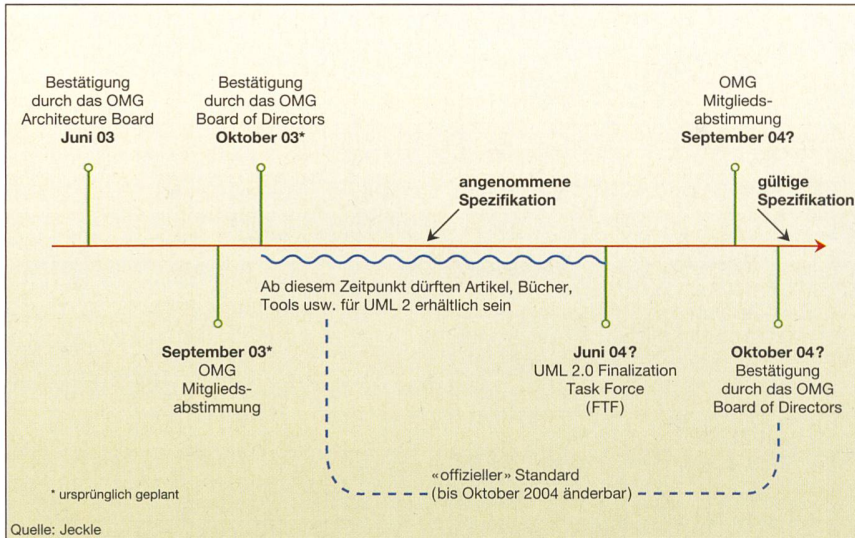 Bestätigung
durch das OMG
Architecture Board
Juni 03
Bestätigung
durch das OMG
Board of Directors
Oktober 03*
OMG
Mitglieds-
abstimmung
September 04?
angenommene
Spezifikation
gültige
Spezifikation
Ab diesem Zeitpunkt dürften Artikel, Bücher,
Tools usw. für UML 2 erhältlich sein
September 03*
OMG
Mitglieds-
abstimmung
Juni 04?
UML 2.0 Finalization
Task Force
(FTF)
Oktober 04?
Bestätigung
durch das OMG
Board of Directors
«offizieller» Standard
(bis Oktober 2004 änderbar)
* ursprünglich geplant
Quelle: Jeckle